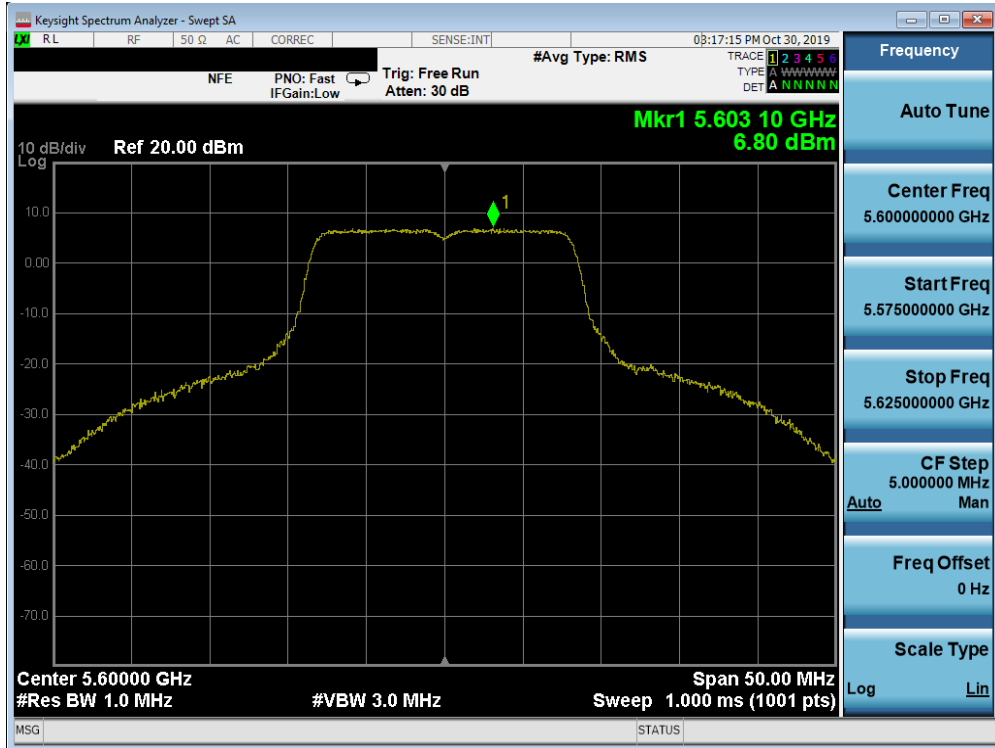 Keysight Spectrum Analyzer - Swept SA
LXI RL RF 50 Ω AC CORREC SENSE:INT 03:17:15 PM Oct 30, 2019
NFE PNO: Fast Trig: Free Run #Avg Type: RMS TRACE 1 2 3 4 5 6
IFGain:Low Atten: 30 dB TYPE A WWWWW
DET A N N N N N
Mkr1 5.603 10 GHz
6.80 dBm
10 dB/div Ref 20.00 dBm
Log
1
10.0
0.00
-10.0
-20.0
-30.0
-40.0
-50.0
-60.0
-70.0
Center 5.60000 GHz Span 50.00 MHz
#Res BW 1.0 MHz #VBW 3.0 MHz Sweep 1.000 ms (1001 pts)
MSG STATUS
Frequency
Auto Tune
Center Freq
5.600000000 GHz
Start Freq
5.575000000 GHz
Stop Freq
5.625000000 GHz
CF Step
5.000000 MHz
Auto Man
Freq Offset
0 Hz
Scale Type
Log Lin